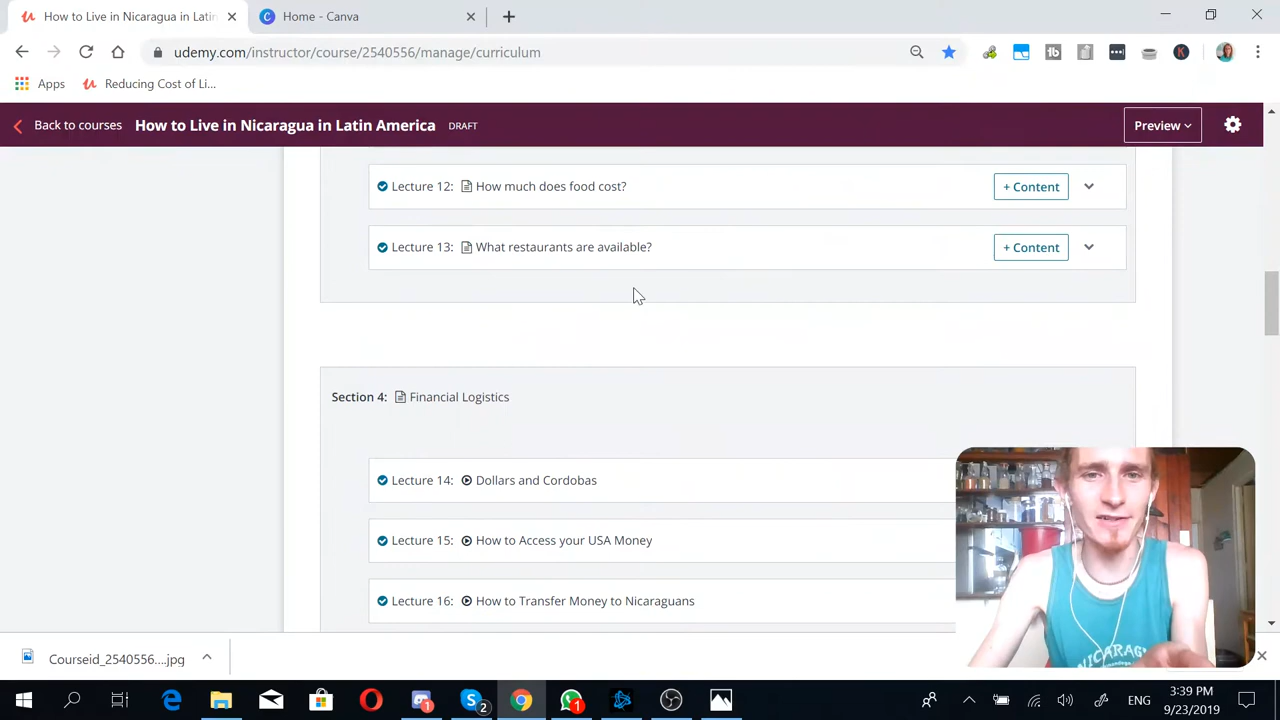 How to Live in Nicaragua in Latin
Home - Canva
udemy.com/instructor/course/2540556/manage/curriculum
Apps
Reducing Cost of Li...
Back to courses
How to Live in Nicaragua in Latin America
DRAFT
Preview
Lecture 12: How much does food cost?
+ Content
Lecture 13: What restaurants are available?
+ Content
Section 4: Financial Logistics
Lecture 14: Dollars and Cordobas
Lecture 15: How to Access your USA Money
Lecture 16: How to Transfer Money to Nicaraguans
NICARAGU
Courseid_2540556....jpg
ENG
3:39 PM
9/23/2019